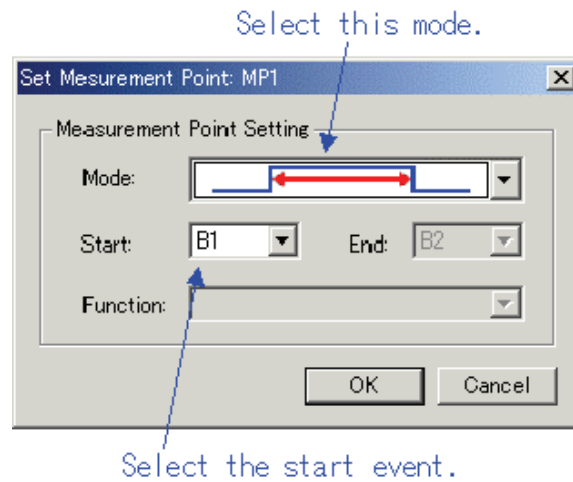 Select this mode.
Set Mesurement Point: MP1
Measurement Point Setting
Mode:
Start: B1 End: B2
Function:
OK Cancel
Select the start event.